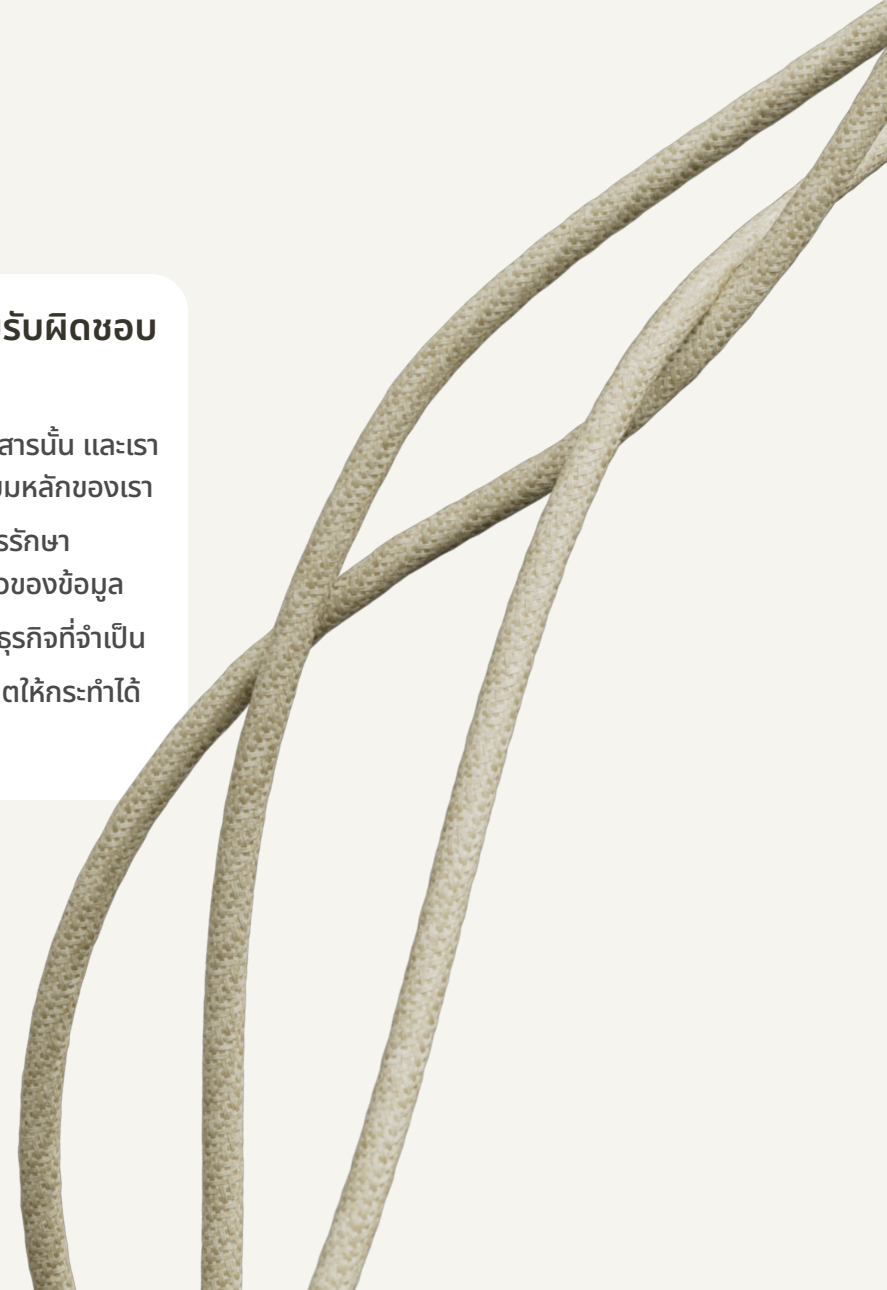 รับผิดชอบ
สารนั้น และเรา
มหลักของเรา
รรักษา
ของข้อมูล
ธุรกิจที่จำเป็น
ตให้กระทำได้